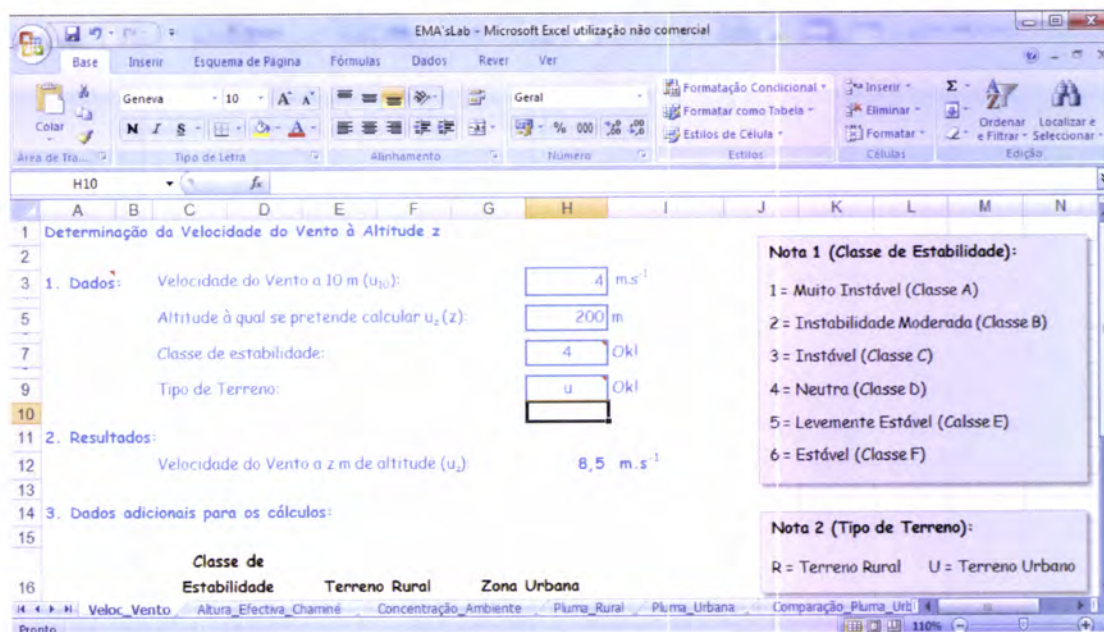 EMA'sLab - Microsoft Excel utilização não comercial
Base Inserir Esquema de Página Fórmulas Dados Rever Ver
Colar
Geneva 10
N I S
Geral
% 000
Formatação Condicional
Formatar como Tabela
Estilos de Célula
Inserir
Eliminar
Formatar
Σ
Ordenar e Filtrar
Localizar e Seleccionar
Área de Tra... Tipo de Letra Alinhamento Número Estilos Células Edição
H10 fx
A B C D E F G H I J K L M N
1 Determinação da Velocidade do Vento à Altitude z
2
3 1. Dados: Velocidade do Vento a 10 m (u10): 4 m.s-1
5 Altitude à qual se pretende calcular uz (z): 200 m
7 Classe de estabilidade: 4 Ok!
9 Tipo de Terreno: u Ok!
10
11 2. Resultados:
12 Velocidade do Vento a z m de altitude (uz): 8,5 m.s-1
13
14 3. Dados adicionais para os cálculos:
15
Classe de
16 Estabilidade Terreno Rural Zona Urbana
Nota 1 (Classe de Estabilidade):
1 = Muito Instável (Classe A)
2 = Instabilidade Moderada (Classe B)
3 = Instável (Classe C)
4 = Neutra (Classe D)
5 = Levemente Estável (Calsse E)
6 = Estável (Classe F)
Nota 2 (Tipo de Terreno):
R = Terreno Rural U = Terreno Urbano
Veloc_Vento Altura_Efectiva_Chaminé Concentração_Ambiente Pluma_Rural Pluma_Urbana Comparação_Pluma_Urb
Pronto 110%